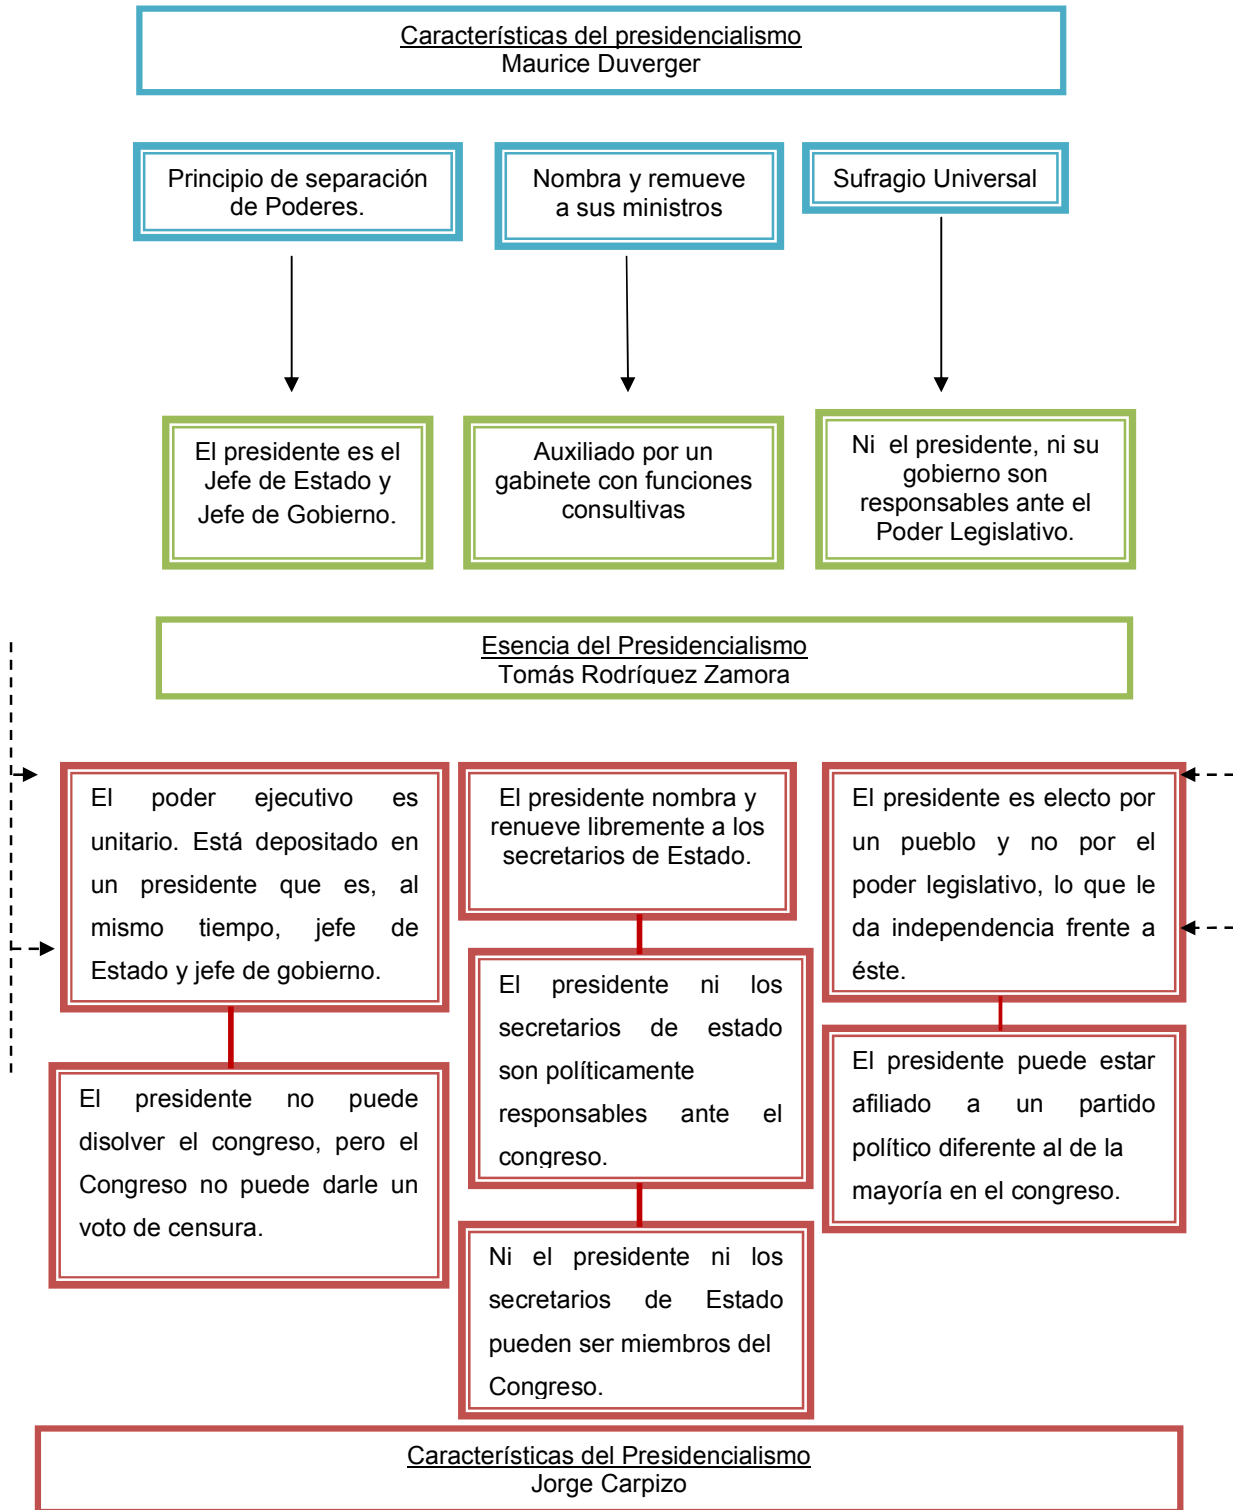 Características del presidencialismo
Maurice Duverger
Principio de separación
de Poderes.
Nombra y remueve
a sus ministros
Sufragio Universal
El presidente es el
Jefe de Estado y
Jefe de Gobierno.
Auxiliado por un
gabinete con funciones
consultivas
Ni el presidente, ni su
gobierno son
responsables ante el
Poder Legislativo.
Esencia del Presidencialismo
Tomás Rodríguez Zamora
El poder ejecutivo es
unitario. Está depositado en
un presidente que es, al
mismo tiempo, jefe de
Estado y jefe de gobierno.
El presidente nombra y
renueve libremente a los
secretarios de Estado.
El presidente es electo por
un pueblo y no por el
poder legislativo, lo que le
da independencia frente a
éste.
El presidente no puede
disolver el congreso, pero el
Congreso no puede darle un
voto de censura.
El presidente ni los
secretarios de estado
son políticamente
responsables ante el
congreso.
El presidente puede estar
afiliado a un partido
político diferente al de la
mayoría en el congreso.
Ni el presidente ni los
secretarios de Estado
pueden ser miembros del
Congreso.
Características del Presidencialismo
Jorge Carpizo